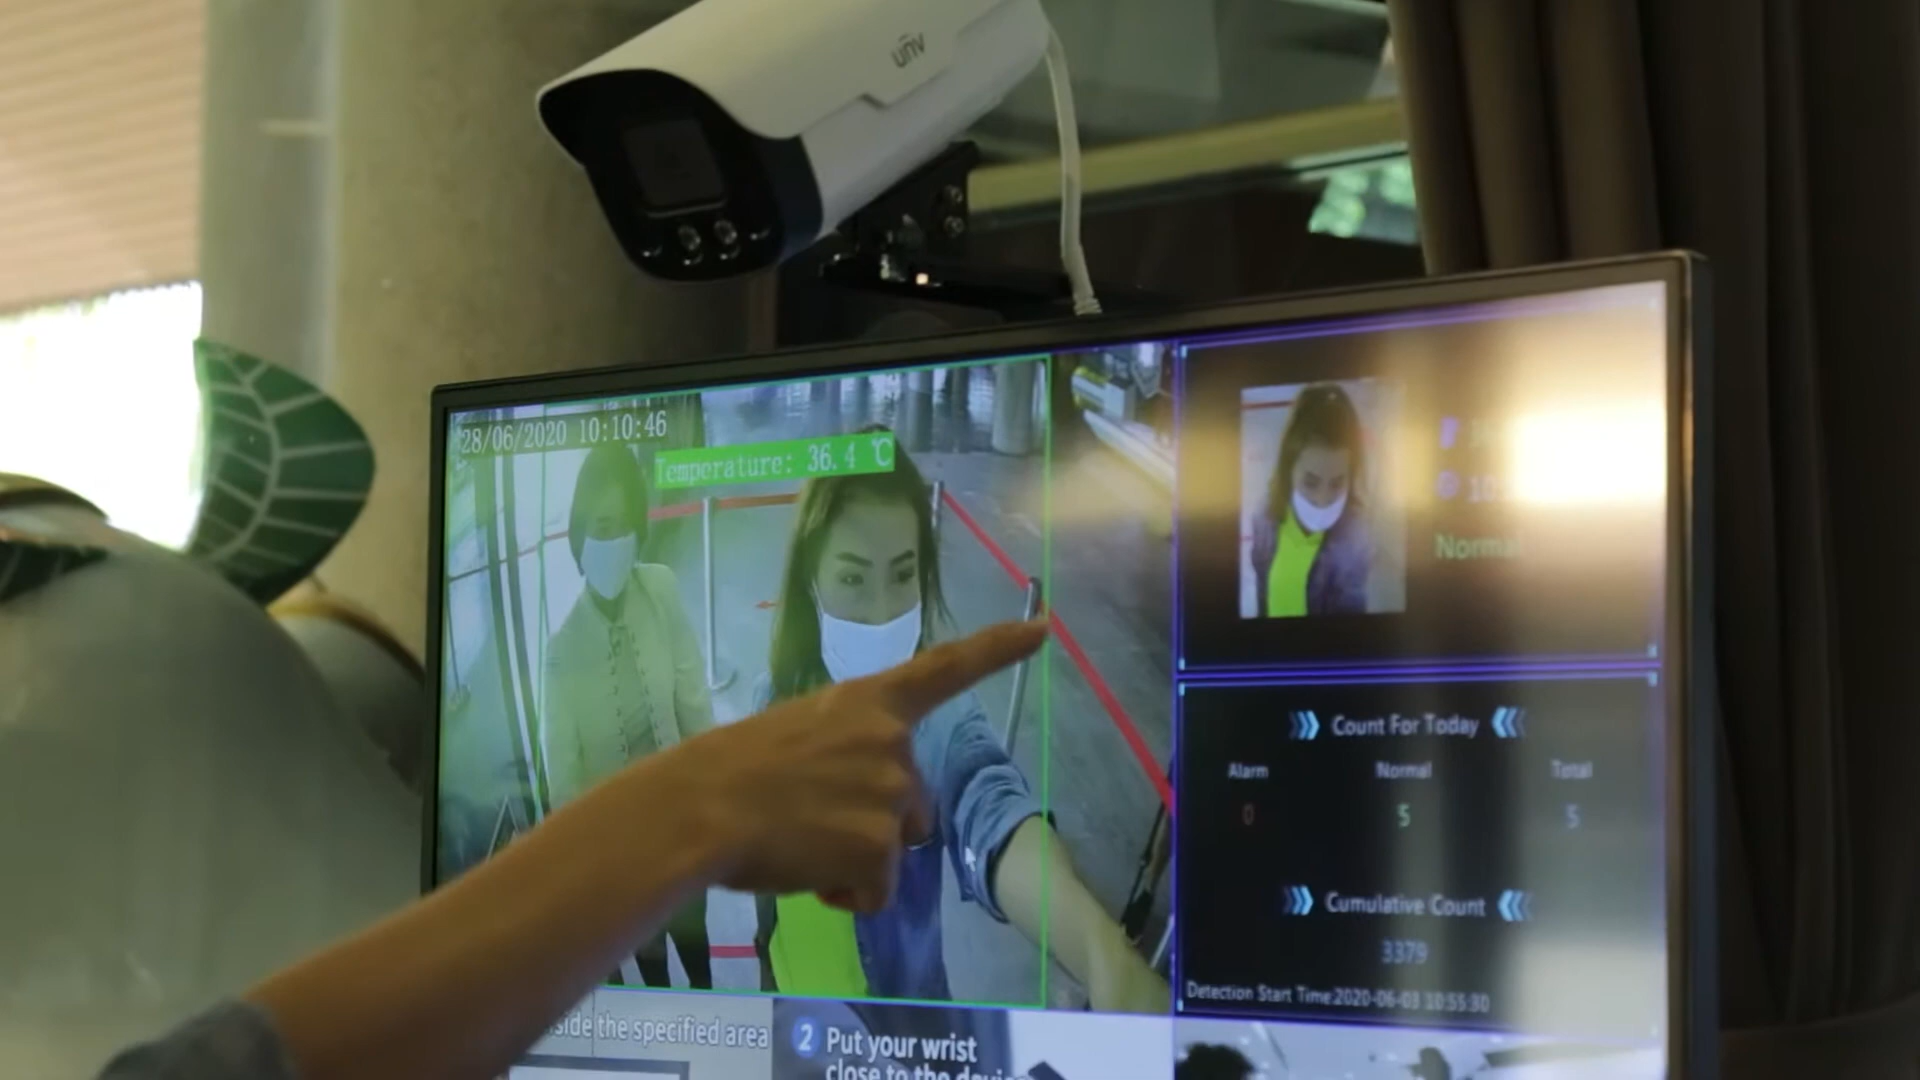 unv
28/06/2020 10:10:46
Temperature: 36.4 ℃
Normal
Count For Today
Alarm Normal Total
0 5 5
Cumulative Count
3379
Detection Start Time:2020-06-03 10:55:30
the specified area
2 Put your wrist
close to the